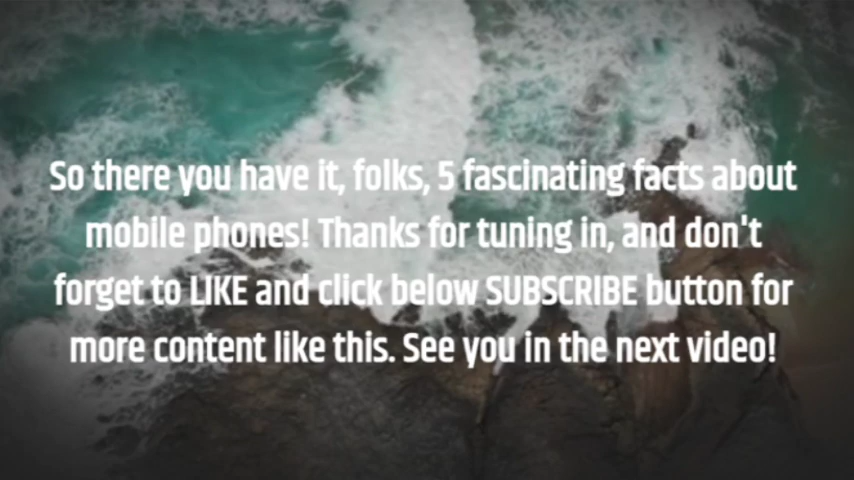 So there you have it, folks, 5 fascinating facts about
mobile phones! Thanks for tuning in, and don't
forget to LIKE and click below SUBSCRIBE button for
more content like this. See you in the next video!